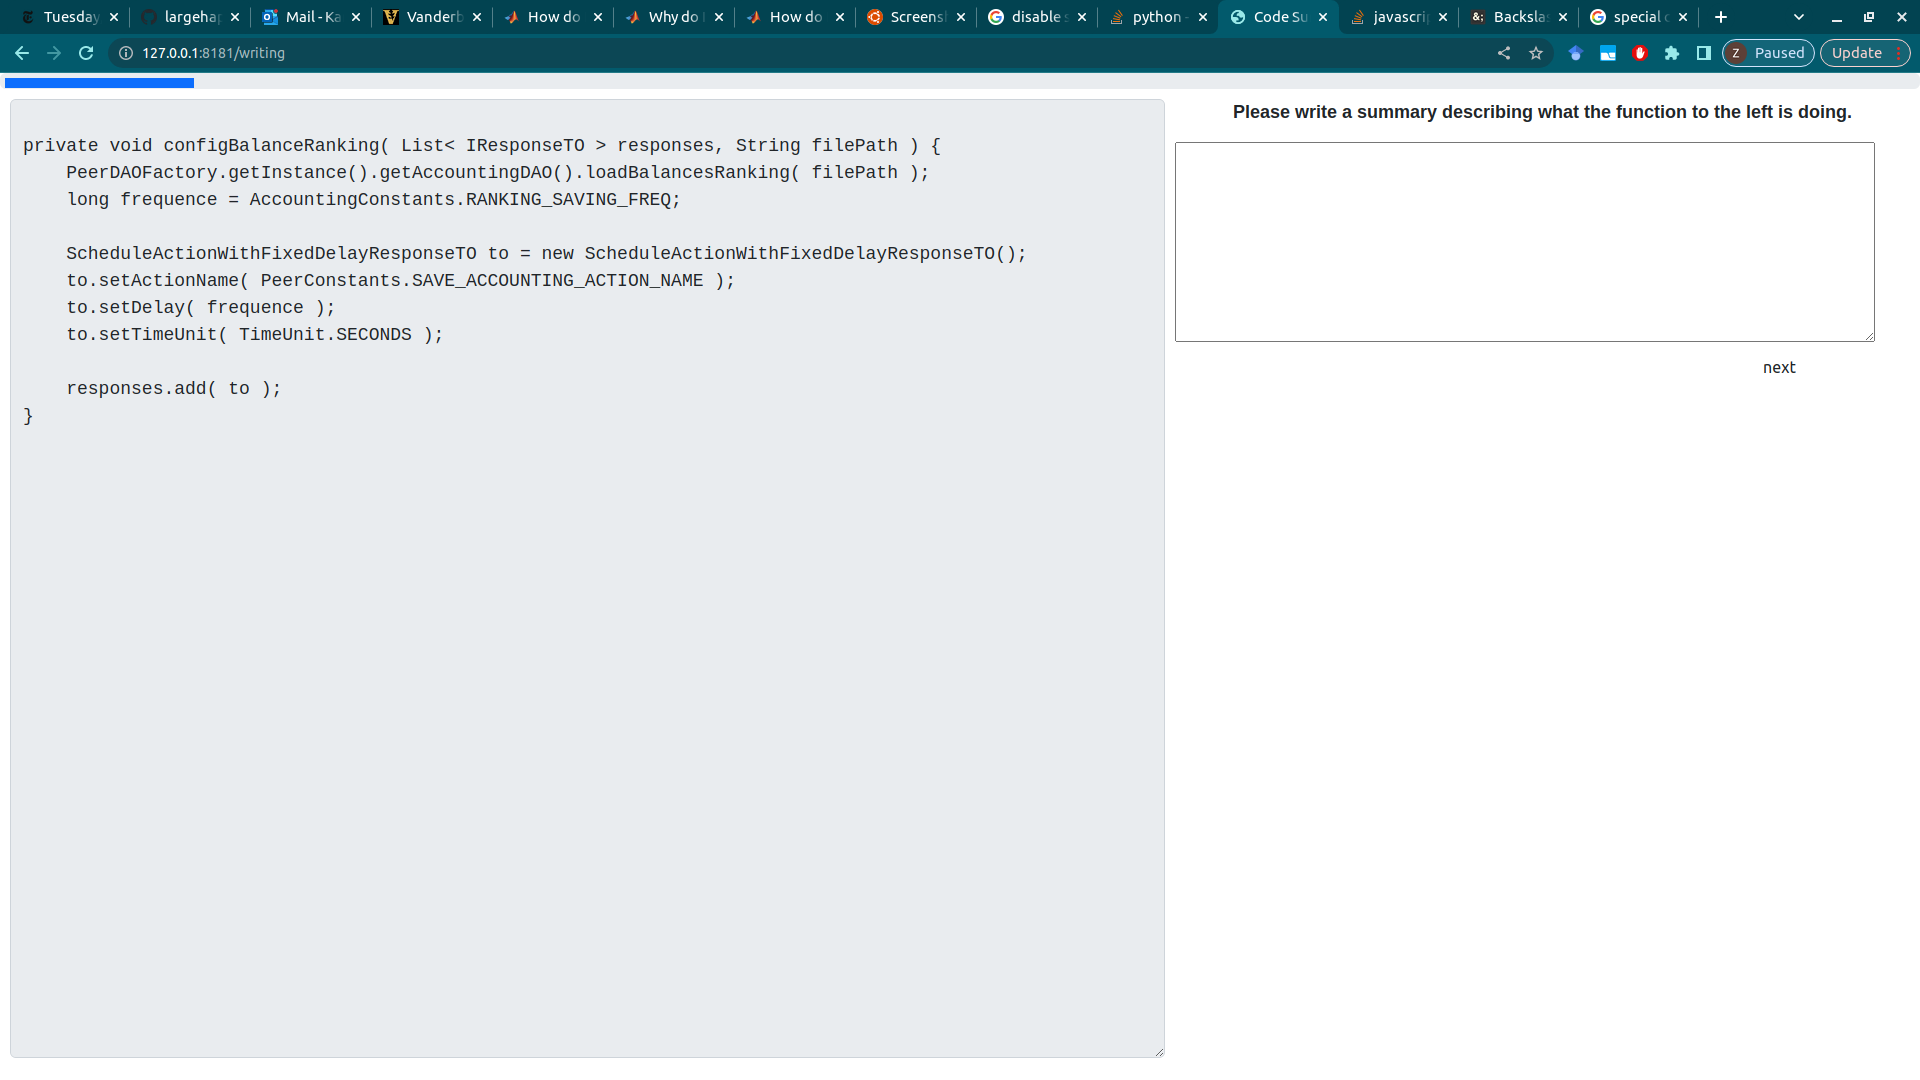 Tuesday
largehap
Mail - Ka
Vanderb
How do
Why do
How do
Screens
disable s
python -
Code Su
javascrip
Backslas
special c
127.0.0.1:8181/writing
Z Paused
Update
private void configBalanceRanking( List< IResponseTO > responses, String filePath ) {
    PeerDAOFactory.getInstance().getAccountingDAO().loadBalancesRanking( filePath );
    long frequence = AccountingConstants.RANKING_SAVING_FREQ;
    ScheduleActionWithFixedDelayResponseTO to = new ScheduleActionWithFixedDelayResponseTO();
    to.setActionName( PeerConstants.SAVE_ACCOUNTING_ACTION_NAME );
    to.setDelay( frequence );
    to.setTimeUnit( TimeUnit.SECONDS );
    responses.add( to );
}
Please write a summary describing what the function to the left is doing.
next